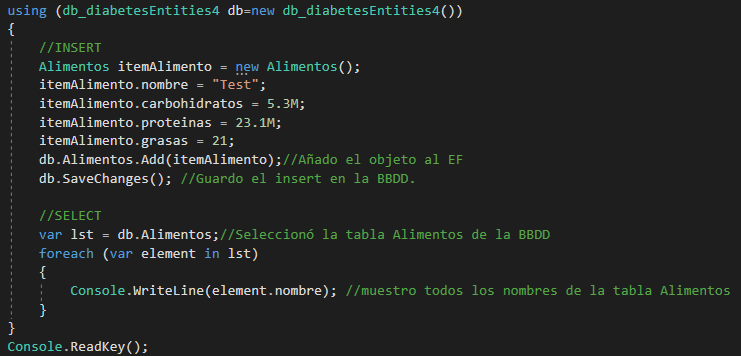 using (db_diabetesEntities4 db=new db_diabetesEntities4())
{
//INSERT
Alimentos itemAlimento = new Alimentos();
itemAlimento.nombre = "Test";
itemAlimento.carbohidratos = 5.3M;
itemAlimento.proteinas = 23.1M;
itemAlimento.grasas = 21;
db.Alimentos.Add(itemAlimento);//Añado el objeto al EF
db.SaveChanges(); //Guardo el insert en la BBDD.
//SELECT
var lst = db.Alimentos;//Seleccionó la tabla Alimentos de la BBDD
foreach (var element in lst)
{
Console.WriteLine(element.nombre); //muestro todos los nombres de la tabla Alimentos
}
}
Console.ReadKey();